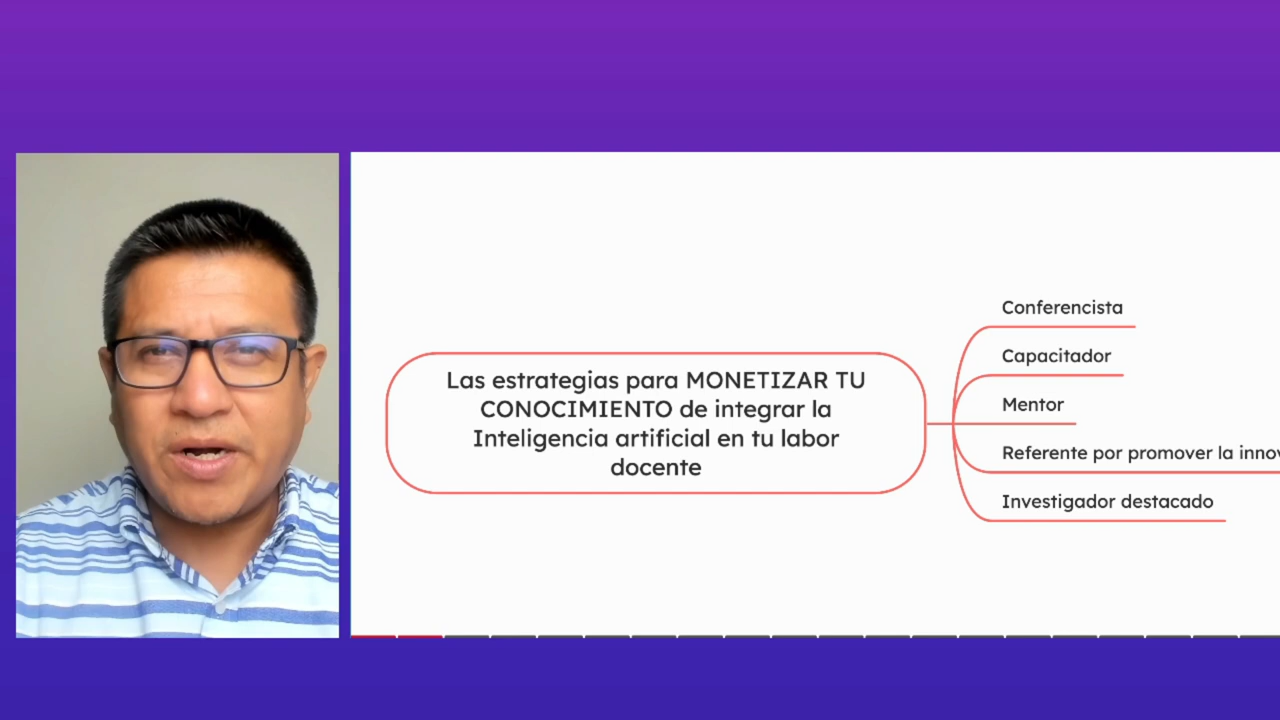 Las estrategias para MONETIZAR TU
CONOCIMIENTO de integrar la
Inteligencia artificial en tu labor
docente
Conferencista
Capacitador
Mentor
Referente por promover la
Investigador destacado